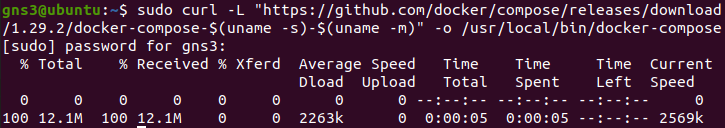 gns3@ubuntu:~$ sudo curl -L "https://github.com/docker/compose/releases/download
/1.29.2/docker-compose-$(uname -s)-$(uname -m)" -o /usr/local/bin/docker-compose
[sudo] password for gns3:
% Total % Received % Xferd Average Speed Time Time Time Current
Dload Upload Total Spent Left Speed
0 0 0 0 0 0 0 0 --:--:-- --:--:-- --:--:-- 0
100 12.1M 100 12.1M 0 0 2263k 0 0:00:05 0:00:05 --:--:-- 2569k